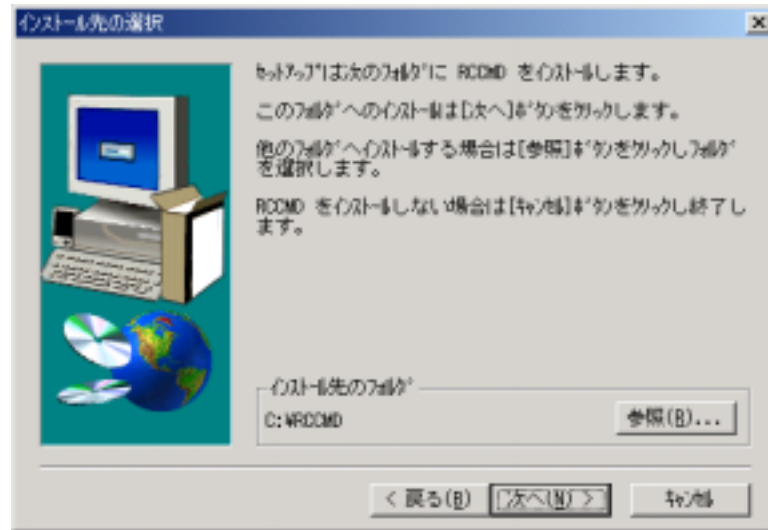 インストール先の選択
ｾｯﾄｱｯﾌﾟは次のﾌｫﾙﾀﾞに RCCMD をｲﾝｽﾄｰﾙします。
このﾌｫﾙﾀﾞへのｲﾝｽﾄｰﾙは[次へ]ﾎﾞﾀﾝをｸﾘｯｸします。
他のﾌｫﾙﾀﾞへｲﾝｽﾄｰﾙする場合は[参照]ﾎﾞﾀﾝをｸﾘｯｸしﾌｫﾙﾀﾞ
を選択します。
RCCMD をｲﾝｽﾄｰﾙしない場合は[ｷｬﾝｾﾙ]ﾎﾞﾀﾝをｸﾘｯｸし終了し
ます。
ｲﾝｽﾄｰﾙ先のﾌｫﾙﾀﾞ
C:¥RCCMD
参照(R)...
< 戻る(B)
次へ(N) >
ｷｬﾝｾﾙ